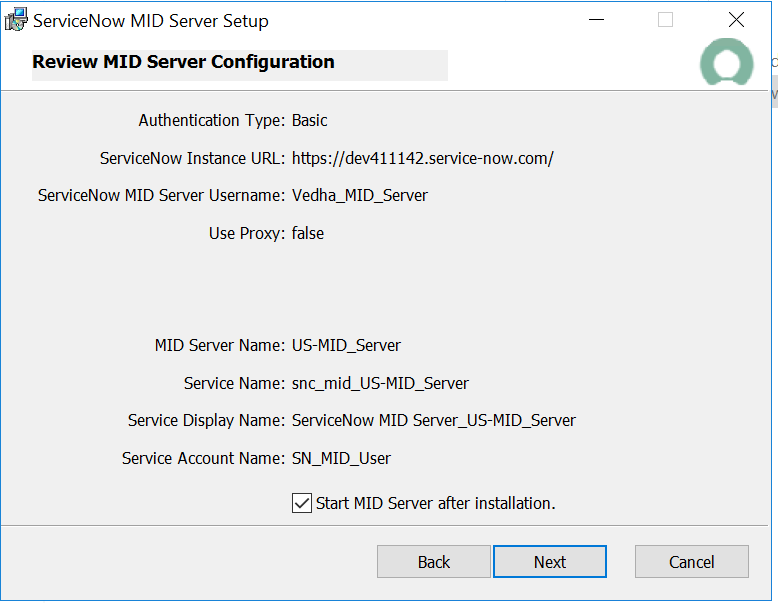 ServiceNow MID Server Setup
Review MID Server Configuration
Authentication Type: Basic
ServiceNow Instance URL: https://dev411142.service-now.com/
ServiceNow MID Server Username: Vedha_MID_Server
Use Proxy: false
MID Server Name: US-MID_Server
Service Name: snc_mid_US-MID_Server
Service Display Name: ServiceNow MID Server_US-MID_Server
Service Account Name: SN_MID_User
Start MID Server after installation.
Back Next Cancel